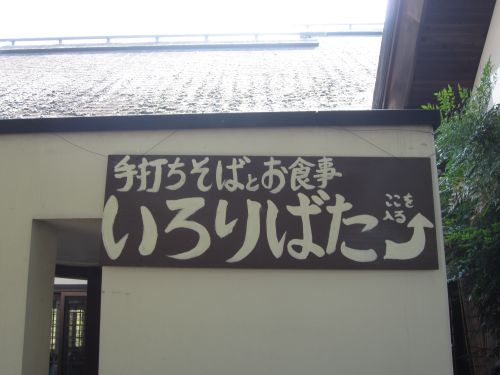 手打ちそばとお食事
いろりばた
ここを
入る